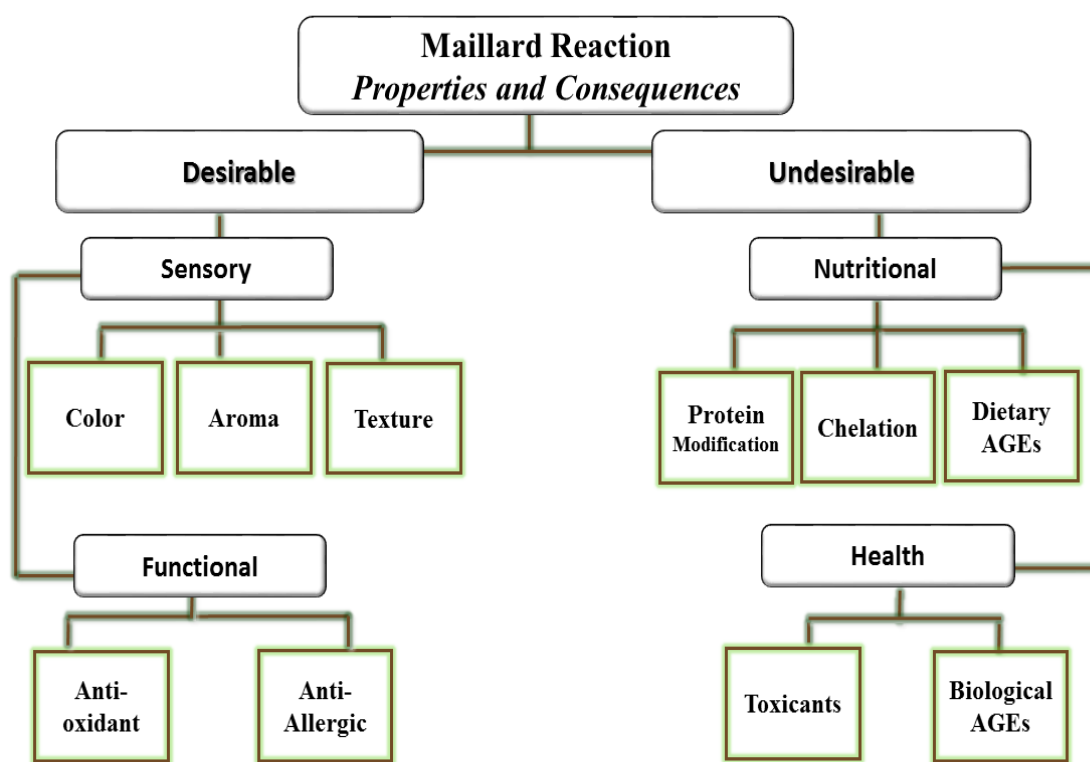 Maillard Reaction
Properties and Consequences
Desirable
Undesirable
Sensory
Nutritional
Color
Aroma
Texture
Protein
Modification
Chelation
Dietary
AGEs
Functional
Health
Anti-
oxidant
Anti-
Allergic
Toxicants
Biological
AGEs